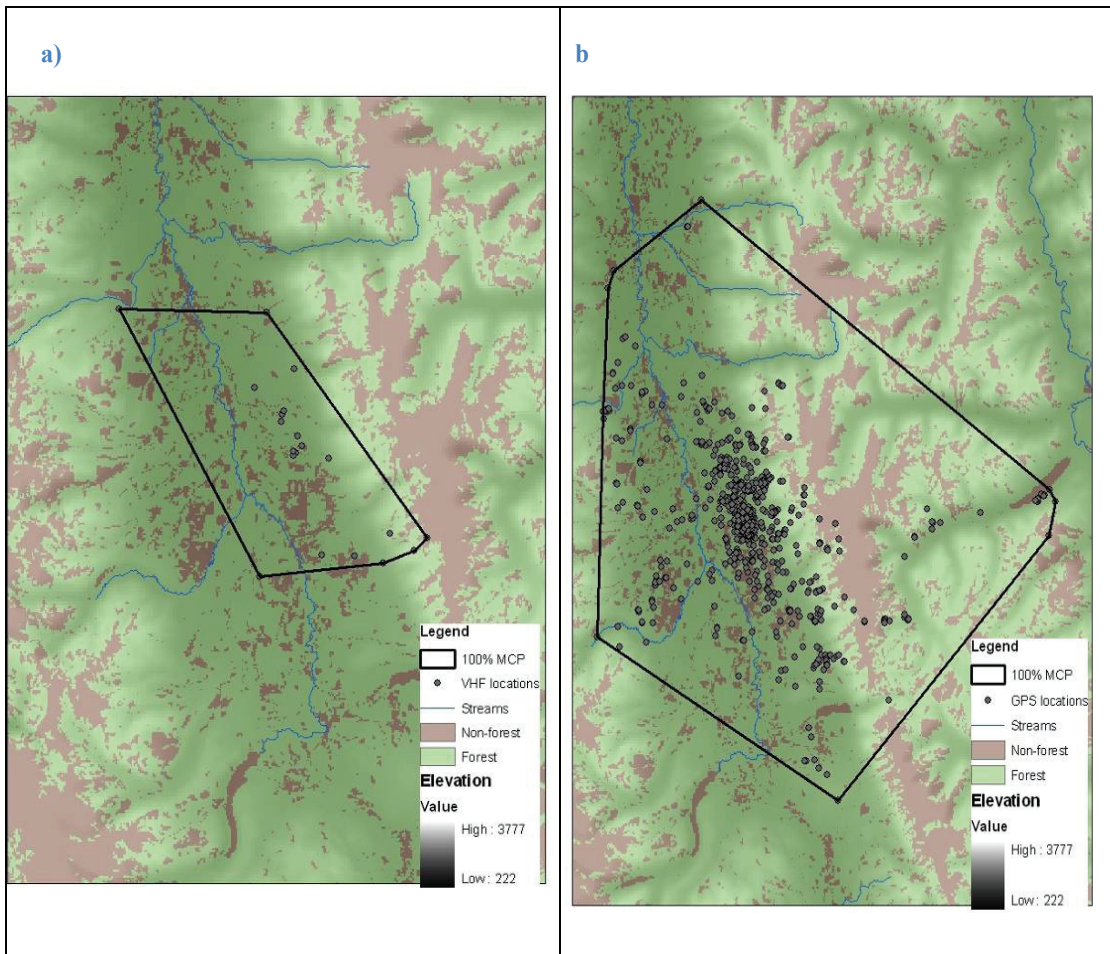 a)
b
Legend
100% MCP
VHF locations
Streams
Non-forest
Forest
Elevation
Value
High : 3777
Low : 222
Legend
100% MCP
GPS locations
Streams
Non-forest
Forest
Elevation
Value
High : 3777
Low : 222